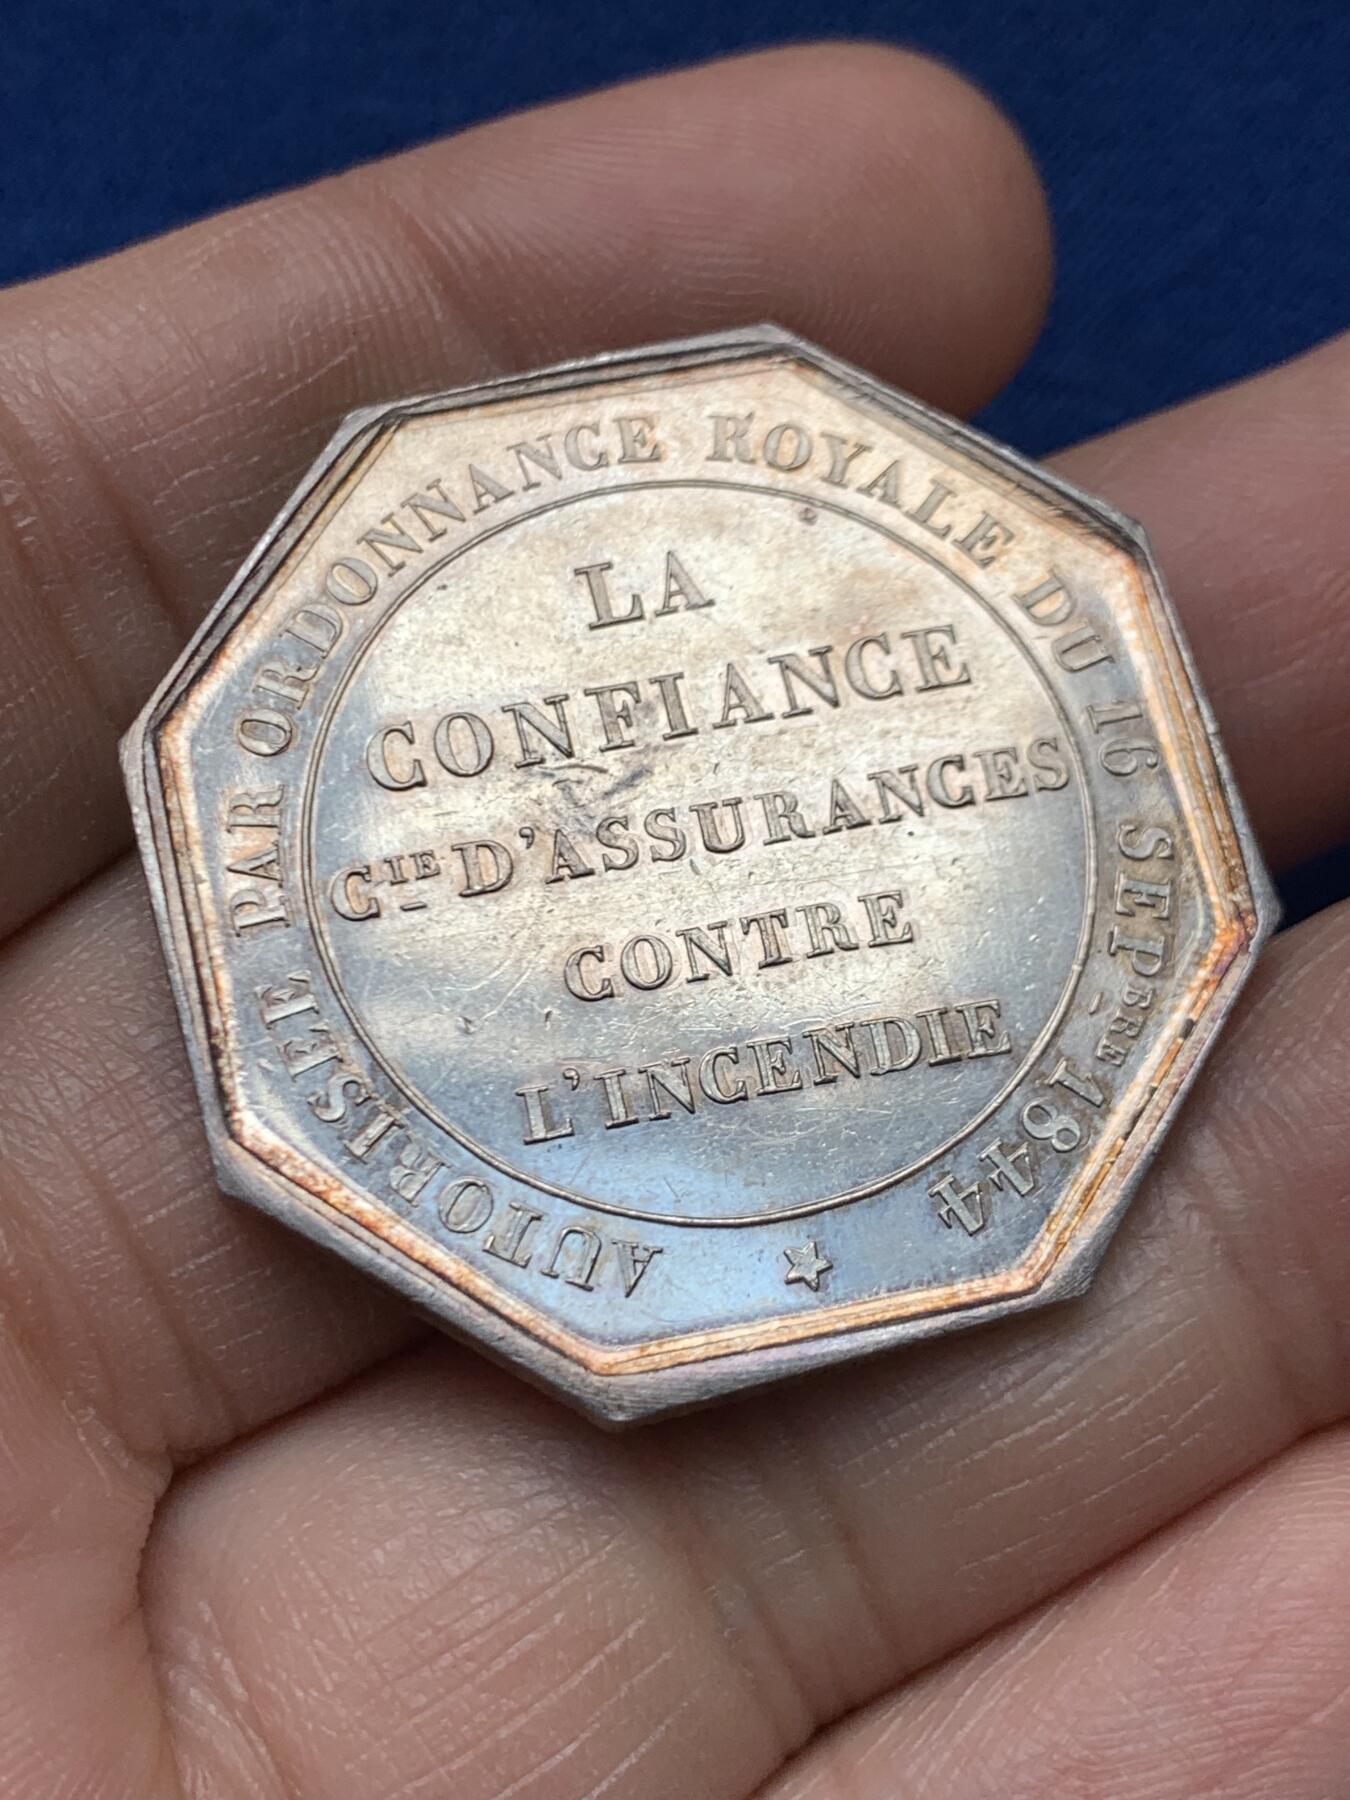 AUTORISÉE PAR ORDONNANCE ROYALE DU 16 SEPBRE 1844
LA
CONFIANCE
CIE D'ASSURANCES
CONTRE
L'INCENDIE